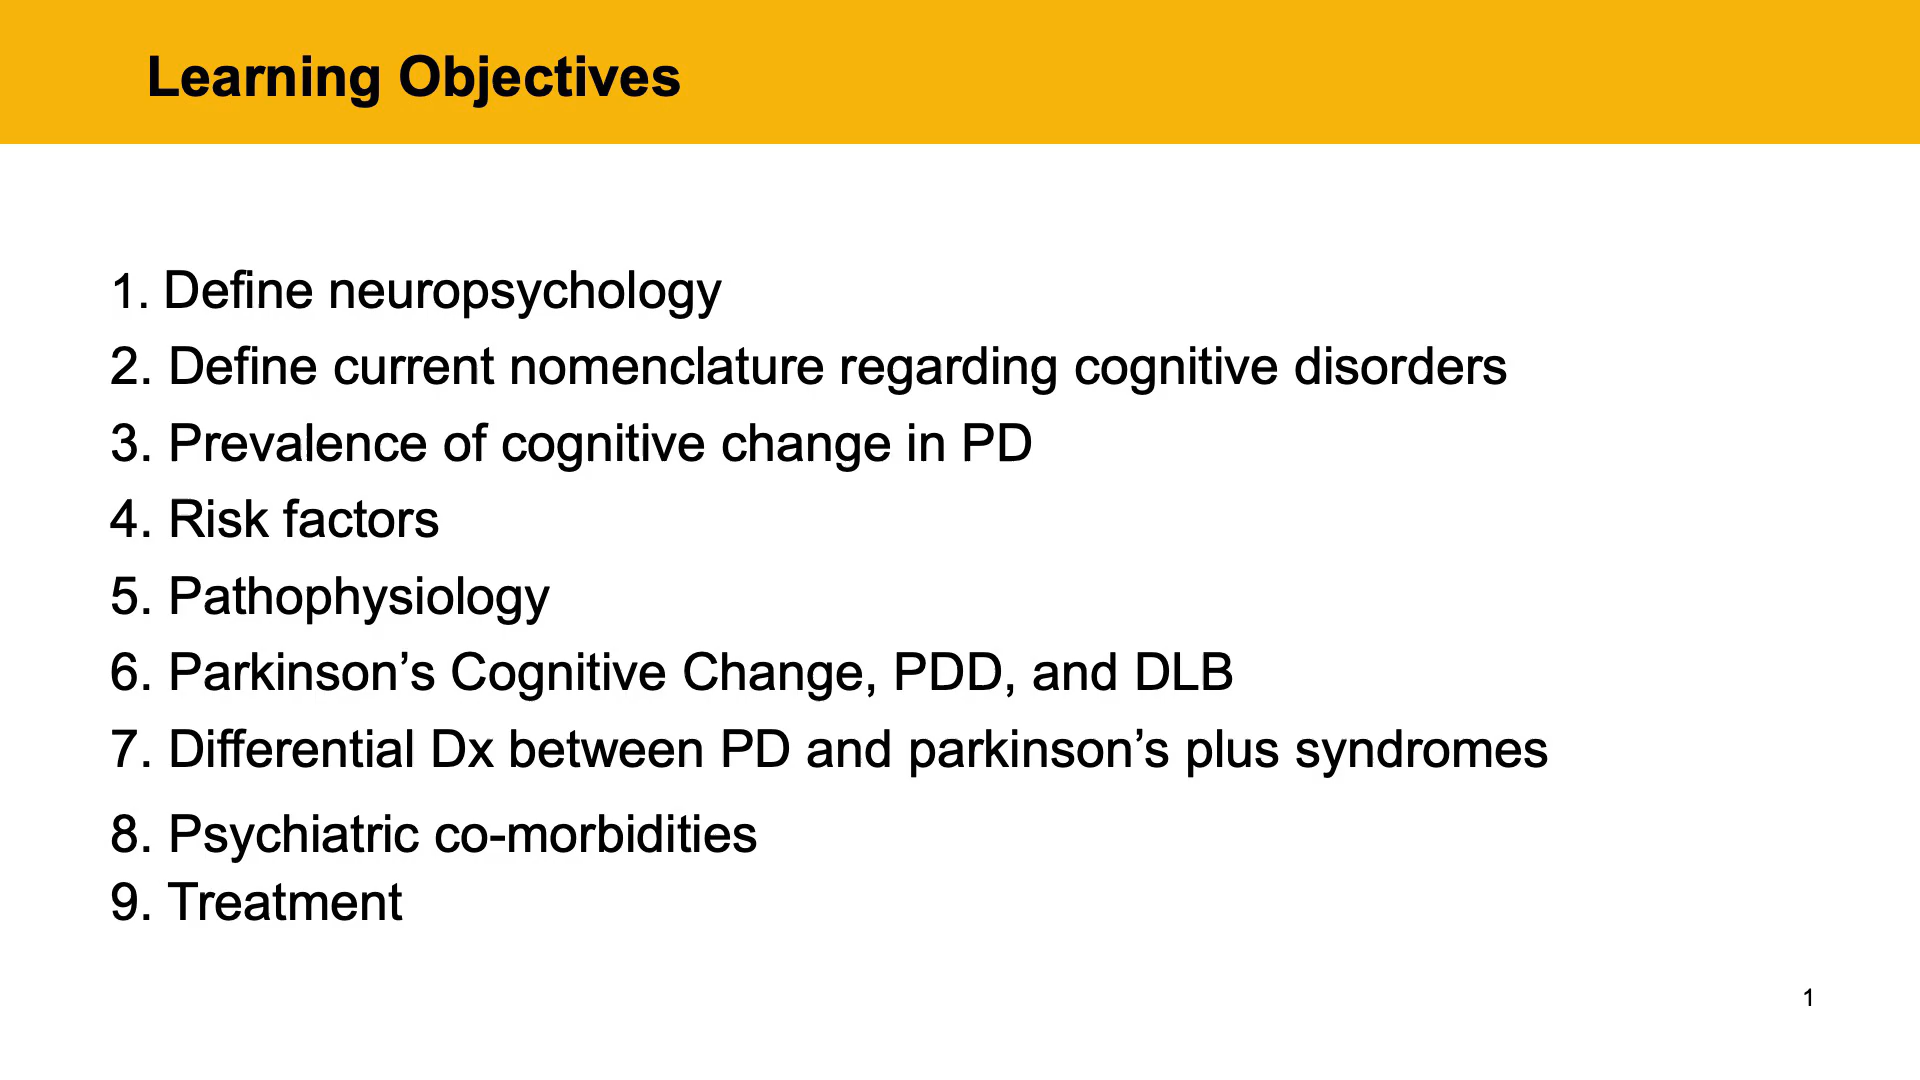 Learning Objectives
1. Define neuropsychology
2. Define current nomenclature regarding cognitive disorders
3. Prevalence of cognitive change in PD
4. Risk factors
5. Pathophysiology
6. Parkinson’s Cognitive Change, PDD, and DLB
7. Differential Dx between PD and parkinson’s plus syndromes
8. Psychiatric co-morbidities
9. Treatment
1